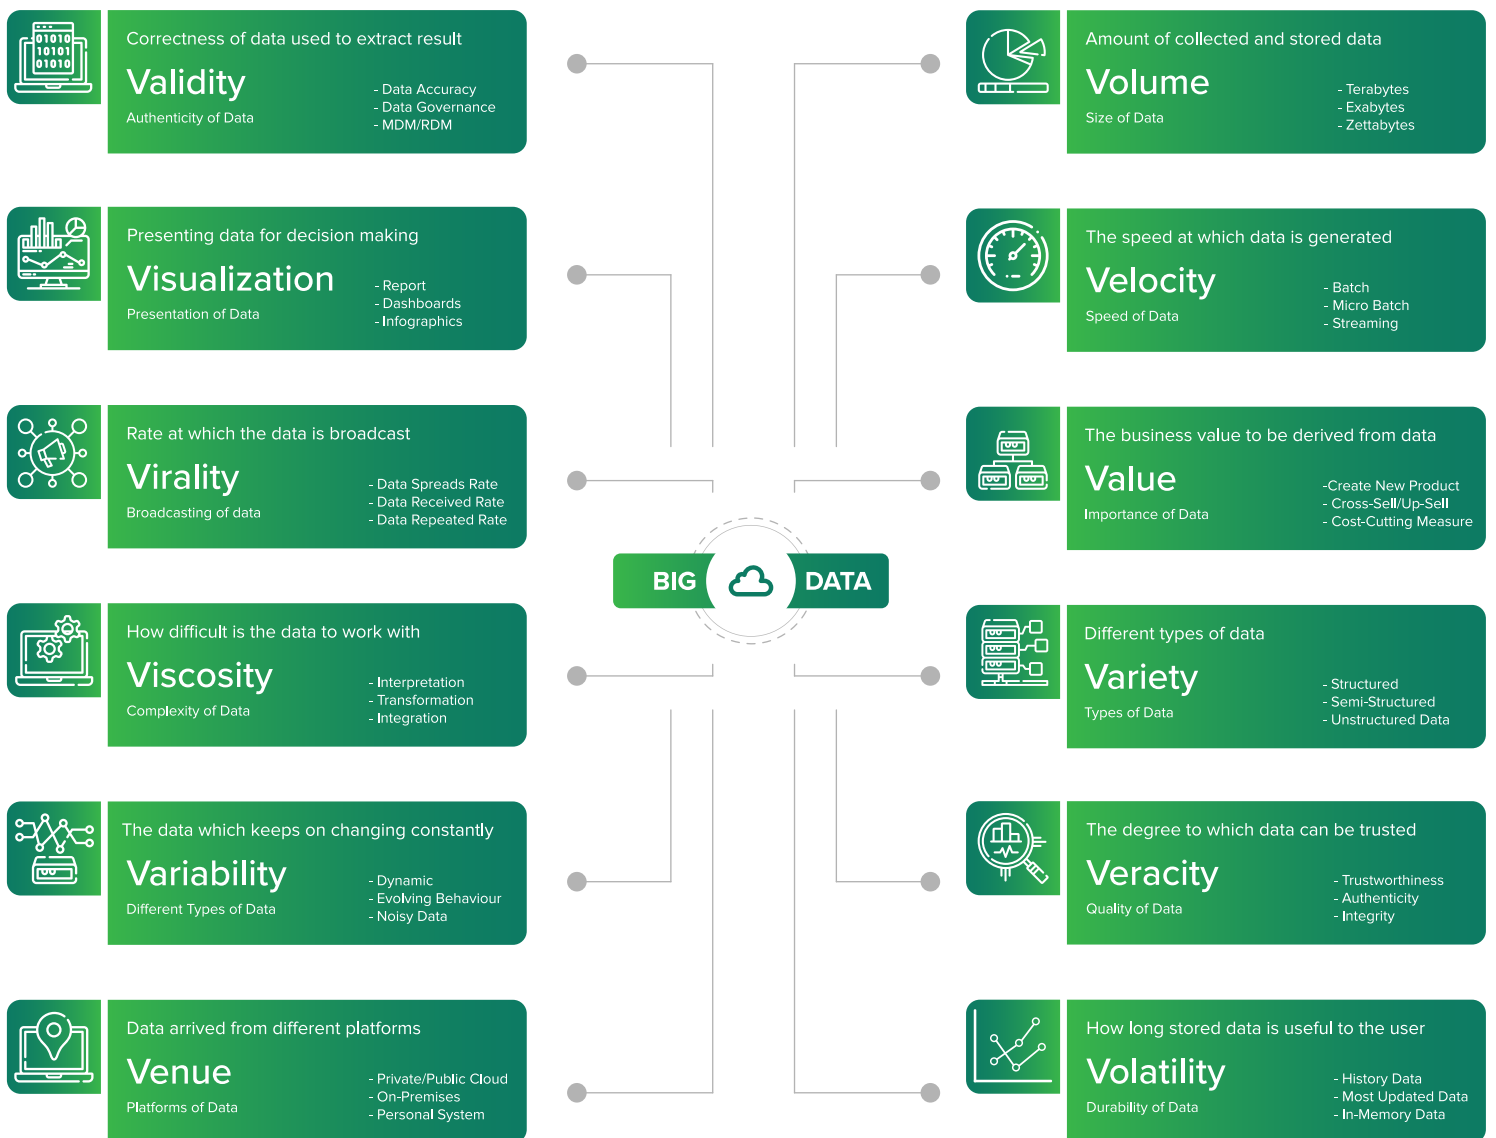 01010
10101
01010
Correctness of data used to extract result
Validity
Authenticity of Data
- Data Accuracy
- Data Governance
- MDM/RDM
Presenting data for decision making
Visualization
Presentation of Data
- Report
- Dashboards
- Infographics
Rate at which the data is broadcast
Virality
Broadcasting of data
- Data Spreads Rate
- Data Received Rate
- Data Repeated Rate
How difficult is the data to work with
Viscosity
Complexity of Data
- Interpretation
- Transformation
- Integration
The data which keeps on changing constantly
Variability
Different Types of Data
- Dynamic
- Evolving Behaviour
- Noisy Data
Data arrived from different platforms
Venue
Platforms of Data
- Private/Public Cloud
- On-Premises
- Personal System
BIG DATA
Amount of collected and stored data
Volume
Size of Data
- Terabytes
- Exabytes
- Zettabytes
The speed at which data is generated
Velocity
Speed of Data
- Batch
- Micro Batch
- Streaming
The business value to be derived from data
Value
Importance of Data
-Create New Product
- Cross-Sell/Up-Sell
- Cost-Cutting Measure
Different types of data
Variety
Types of Data
- Structured
- Semi-Structured
- Unstructured Data
The degree to which data can be trusted
Veracity
Quality of Data
- Trustworthiness
- Authenticity
- Integrity
How long stored data is useful to the user
Volatility
Durability of Data
- History Data
- Most Updated Data
- In-Memory Data